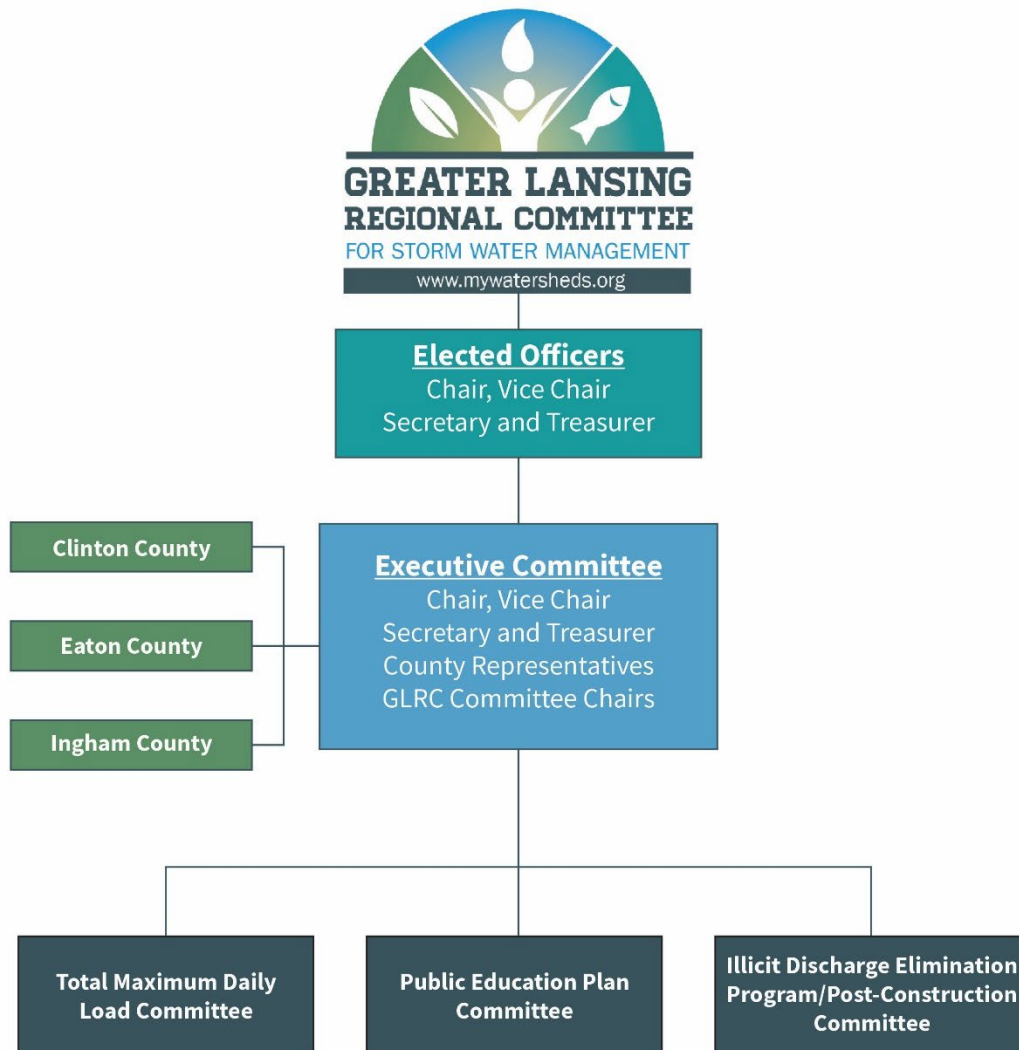 GREATER LANSING
REGIONAL COMMITTEE
FOR STORM WATER MANAGEMENT
www.mywatersheds.org
Elected Officers
Chair, Vice Chair
Secretary and Treasurer
Clinton County
Eaton County
Ingham County
Executive Committee
Chair, Vice Chair
Secretary and Treasurer
County Representatives
GLRC Committee Chairs
Total Maximum Daily
Load Committee
Public Education Plan
Committee
Illicit Discharge Elimination
Program/Post-Construction
Committee